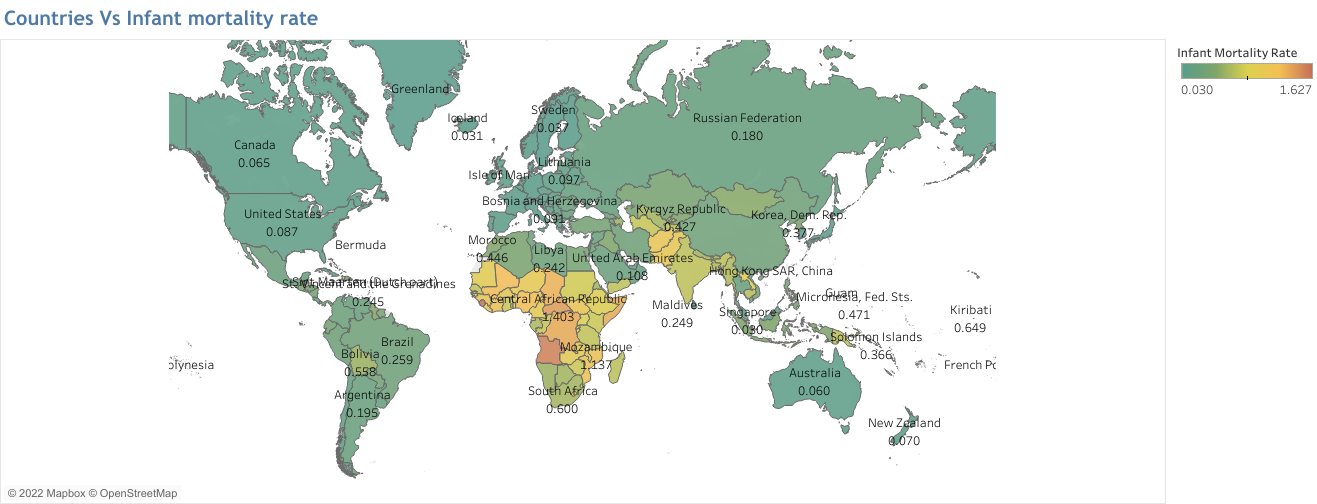 Countries Vs Infant mortality rate
Infant Mortality Rate
0.030 1.627
Greenland
Iceland
0.031
Sweden
0.037
Russian Federation
0.180
Canada
0.065
Lithuania
0.097
Isle of Man
Bosnia and Herzegovina
0.091
United States
0.087
Kyrgyz Republic
0.427
Korea, Dem. Rep.
0.377
Bermuda
Morocco
0.446
Libya
0.242
United Arab Emirates
0.108
Hong Kong SAR, China
St. Maarten (Dutch part)
St. Vincent and the Grenadines
0.245
Central African Republic
1.403
Maldives
0.249
Guam
Micronesia, Fed. Sts.
0.471
Singapore
0.030
Kiribati
0.649
Solomon Islands
0.366
Brazil
0.259
Bolivia
0.558
Mozambique
1.137
olynesia
French Po
Argentina
0.195
South Africa
0.600
Australia
0.060
New Zealand
0.070
© 2022 Mapbox © OpenStreetMap